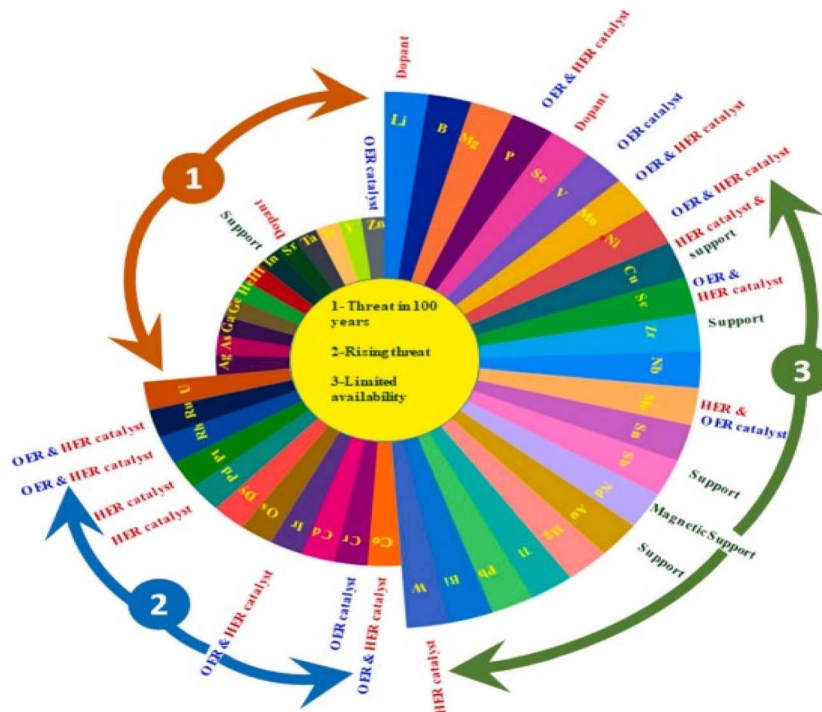 1
2
3
1- Threat in 100
years
2-Rising threat
3-Limited
availability
Li
B
Mg
P
Se
V
Mn
Ni
Cu
Sc
Zr
Nb
Mo
Sn
Sb
Nd
Au
Hg
Tl
Pb
Bi
W
Co
Cr
Cd
Ir
Os
Dy
Pd
Pt
Rh
Ru
U
Ag
As
Ga
Ge
He
Hf
In
Sr
Ta
Y
Zn
Dopant
OER & HER catalyst
Dopant
OER catalyst
OER & HER catalyst
OER & HER catalyst
HER catalyst &
support
OER &
HER catalyst
Support
HER &
OER catalyst
Support
Magnetic Support
Support
HER catalyst
OER & HER catalyst
OER catalyst
OER & HER catalyst
HER catalyst
HER catalyst
OER & HER catalyst
OER & HER catalyst
Support
Dopant
OER catalyst